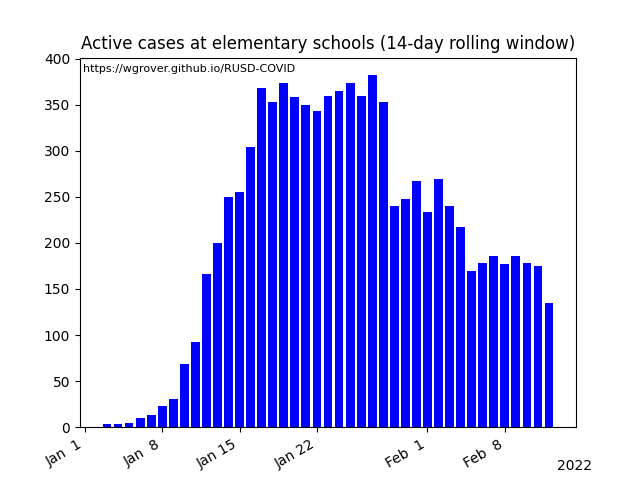 Active cases at elementary schools (14-day rolling window)
https://wgrover.github.io/RUSD-COVID
400
350
300
250
200
150
100
50
0
Jan 1
Jan 8
Jan 15
Jan 22
Feb 1
Feb 8
2022